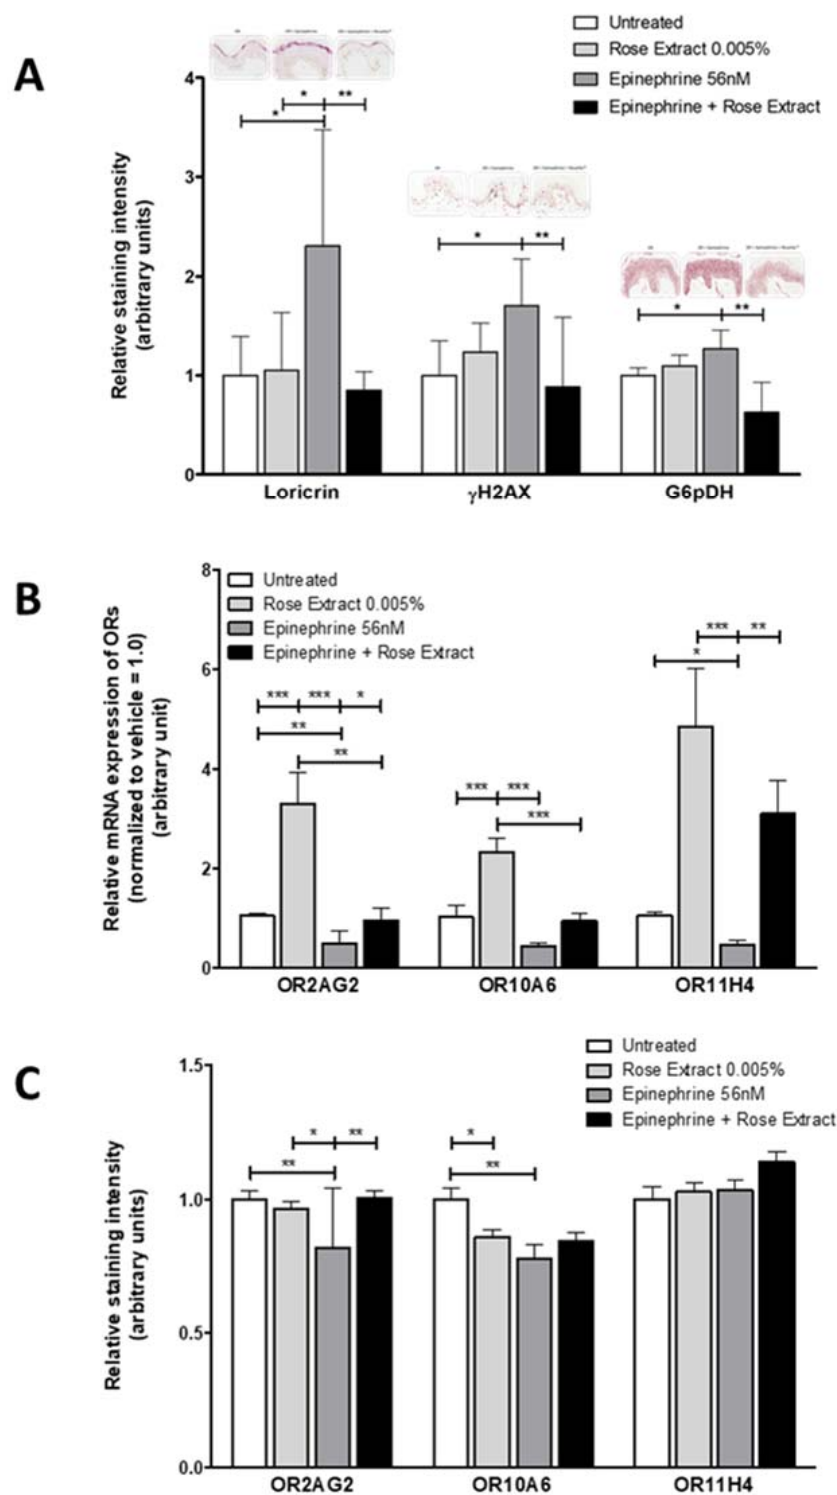 A
Untreated
Rose Extract 0.005%
Epinephrine 56nM
Epinephrine + Rose Extract
Relative staining intensity
(arbitrary units)
4
3
2
1
0
* **
*
* **
* **
Loricrin γH2AX G6pDH
B
Untreated
Rose Extract 0.005%
Epinephrine 56nM
Epinephrine + Rose Extract
Relative mRNA expression of ORs
(normalized to vehicle = 1.0)
(arbitrary unit)
8
6
4
2
0
*** *** *
**
**
*** ***
***
*** **
*
OR2AG2 OR10A6 OR11H4
C
Untreated
Rose Extract 0.005%
Epinephrine 56nM
Epinephrine + Rose Extract
Relative staining intensity
(arbitrary units)
1.5
1.0
0.5
0.0
* **
**
*
**
OR2AG2 OR10A6 OR11H4